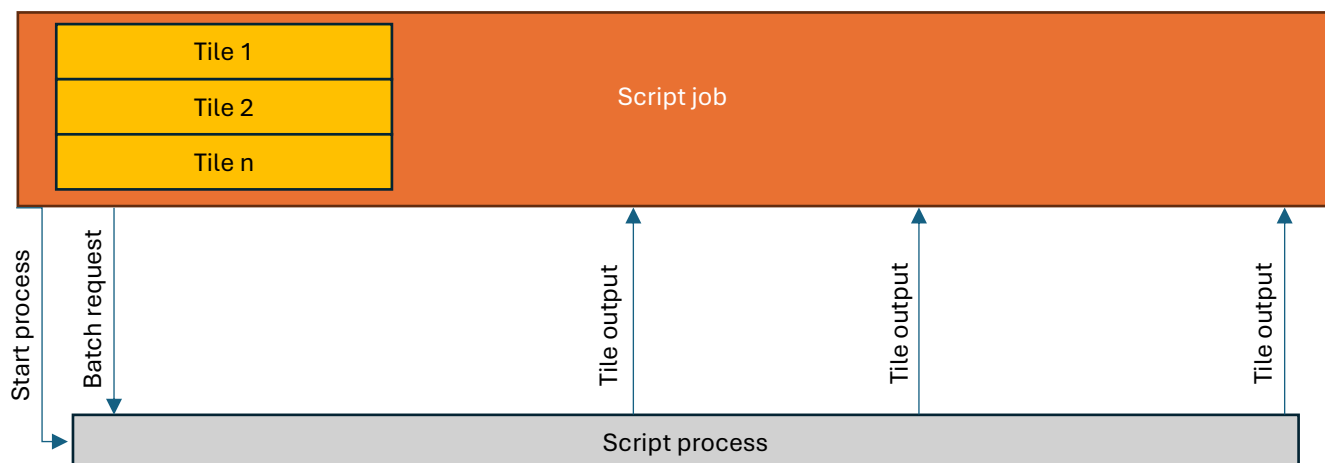 Tile 1
Tile 2
Tile n
Script job
Start process
Batch request
Tile output
Tile output
Tile output
Script process